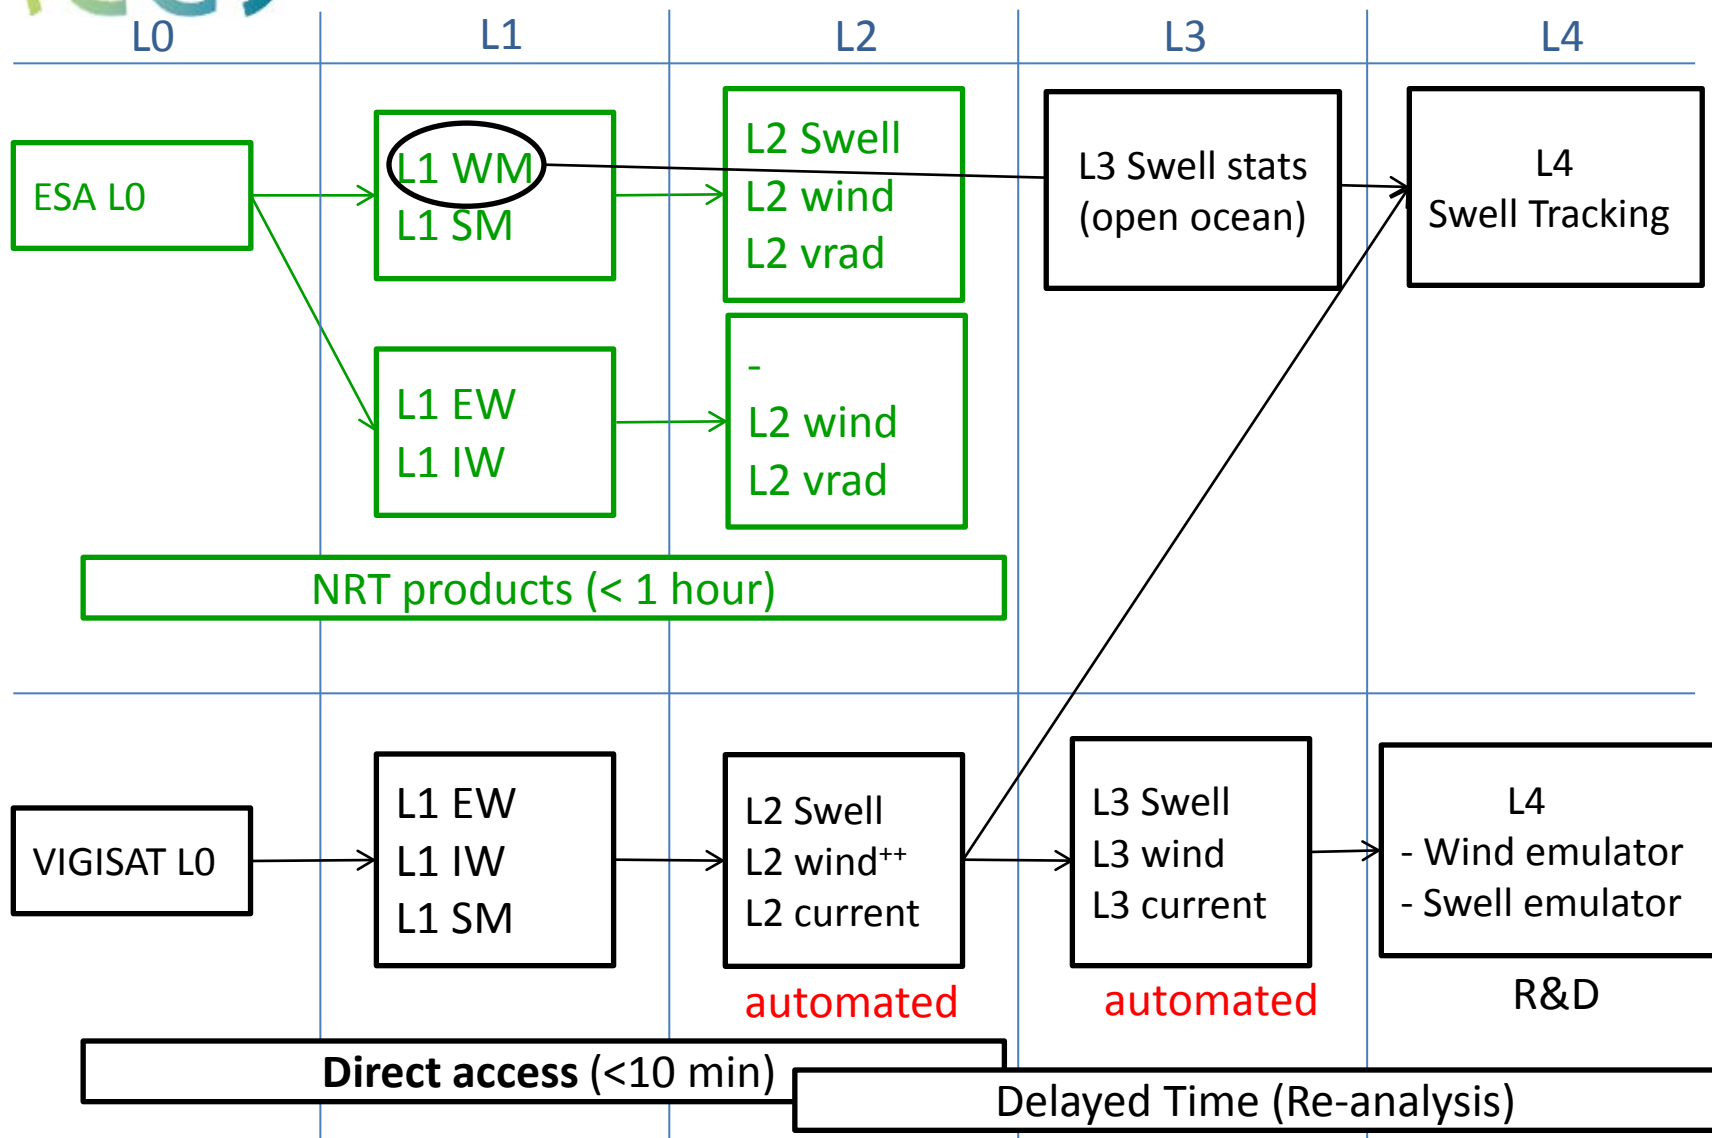 L0
L1
L2
L3
L4
ESA L0
L1 WM
L1 SM
L2 Swell
L2 wind
L2 vrad
L3 Swell stats
(open ocean)
L4
Swell Tracking
L1 EW
L1 IW
-
L2 wind
L2 vrad
NRT products (< 1 hour)
VIGISAT L0
L1 EW
L1 IW
L1 SM
L2 Swell
L2 wind⁺⁺
L2 current
automated
L3 Swell
L3 wind
L3 current
automated
L4
- Wind emulator
- Swell emulator
R&D
Direct access (<10 min)
Delayed Time (Re-analysis)